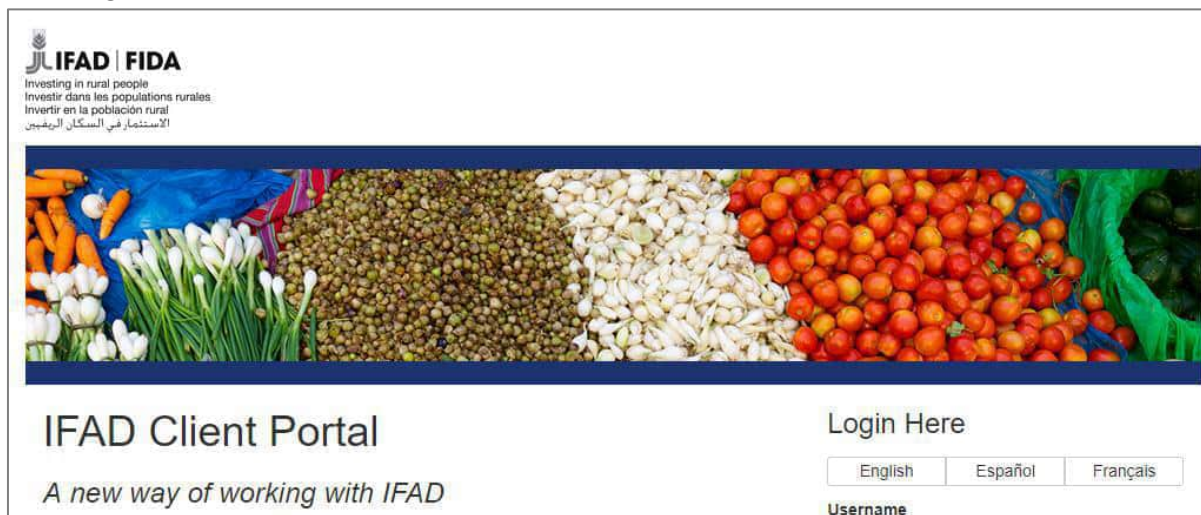 IFAD | FIDA
Investing in rural people
Investir dans les populations rurales
Invertir en la población rural
الاستثمار في السكان الريفيين
IFAD Client Portal
A new way of working with IFAD
Login Here
English Español Français
Username